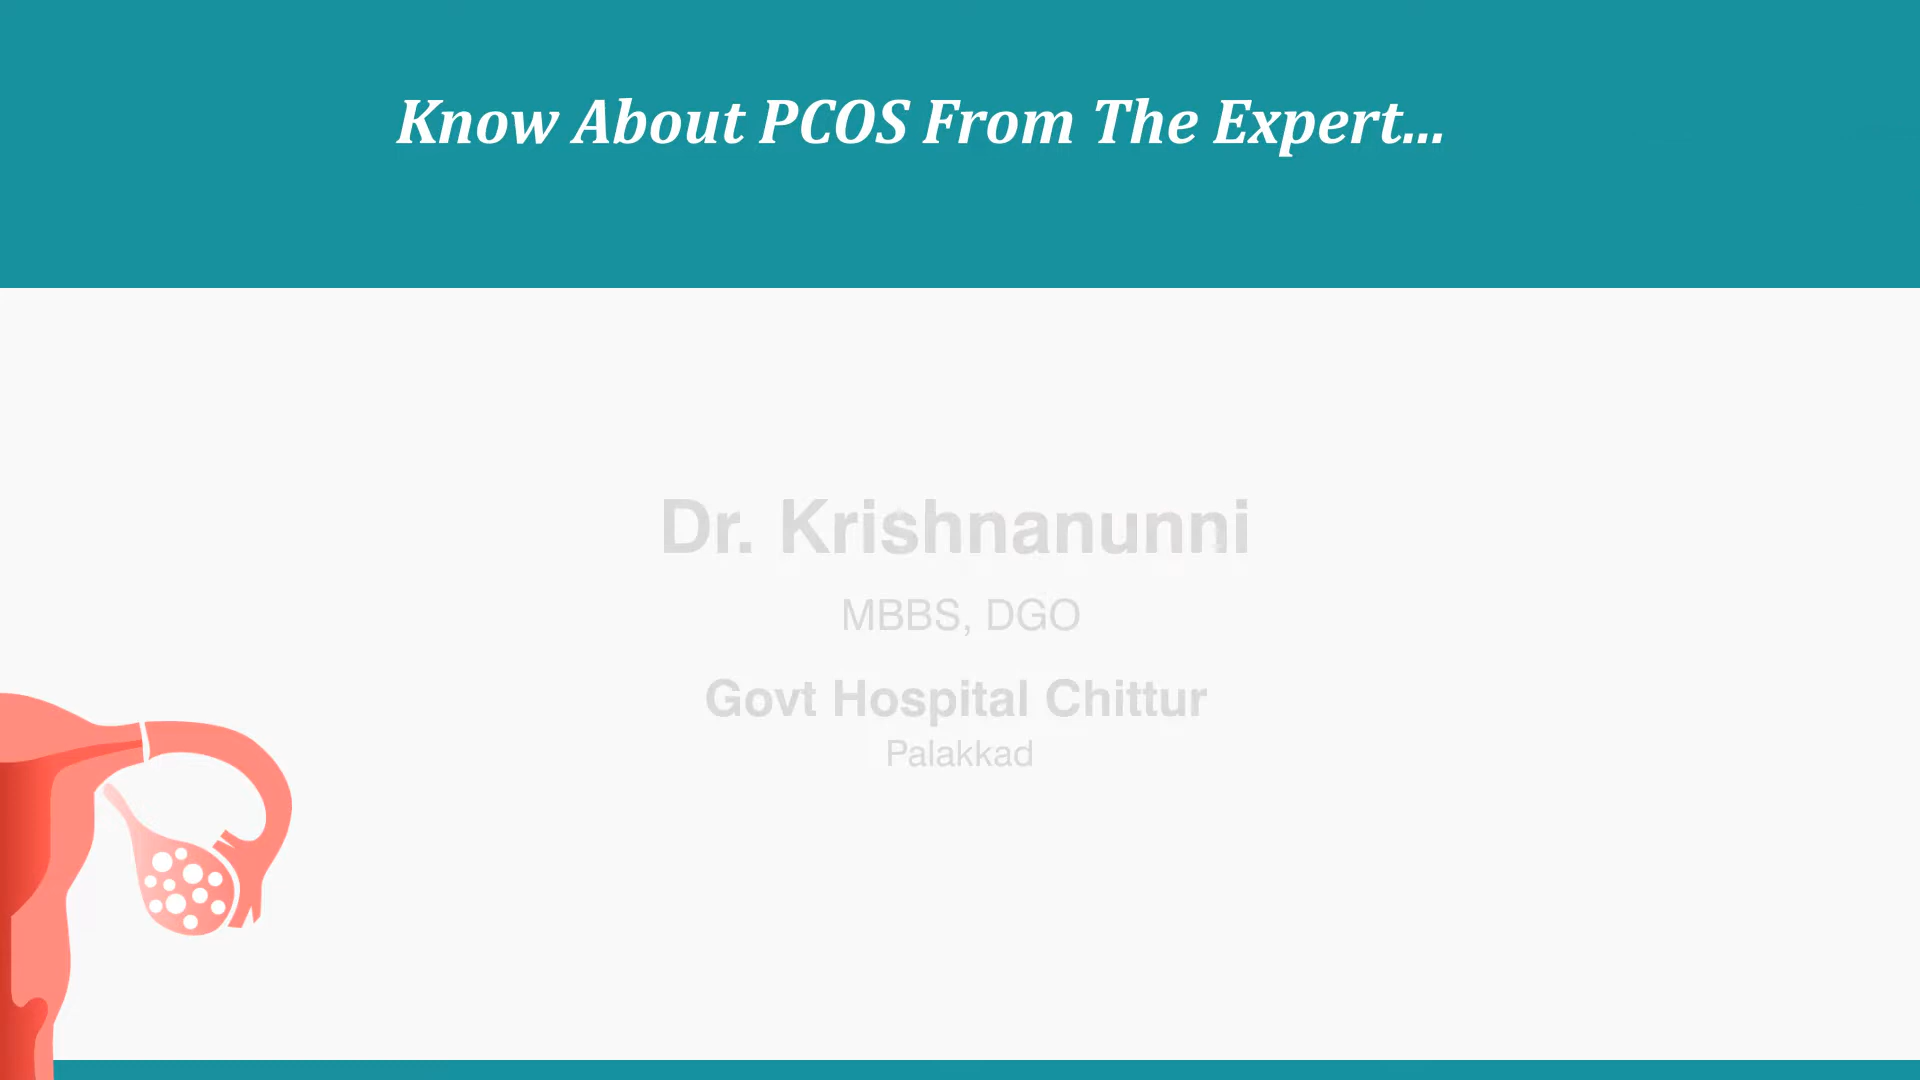 Know About PCOS From The Expert...
Dr. Krishnanunni
MBBS, DGO
Govt Hospital Chittur
Palakkad